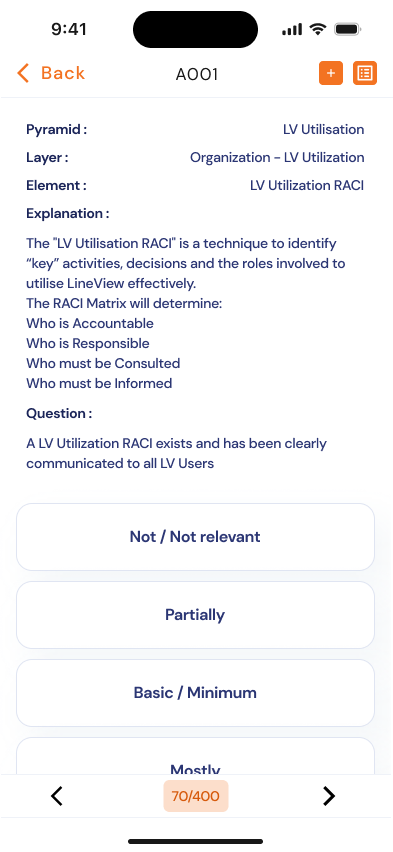 9:41
Back
A001
Pyramid :
LV Utilisation
Layer :
Organization - LV Utilization
Element :
LV Utilization RACI
Explanation :
The "LV Utilisation RACI" is a technique to identify
“key” activities, decisions and the roles involved to
utilise LineView effectively.
The RACI Matrix will determine:
Who is Accountable
Who is Responsible
Who must be Consulted
Who must be Informed
Question :
A LV Utilization RACI exists and has been clearly
communicated to all LV Users
Not / Not relevant
Partially
Basic / Minimum
Mostly
70/400